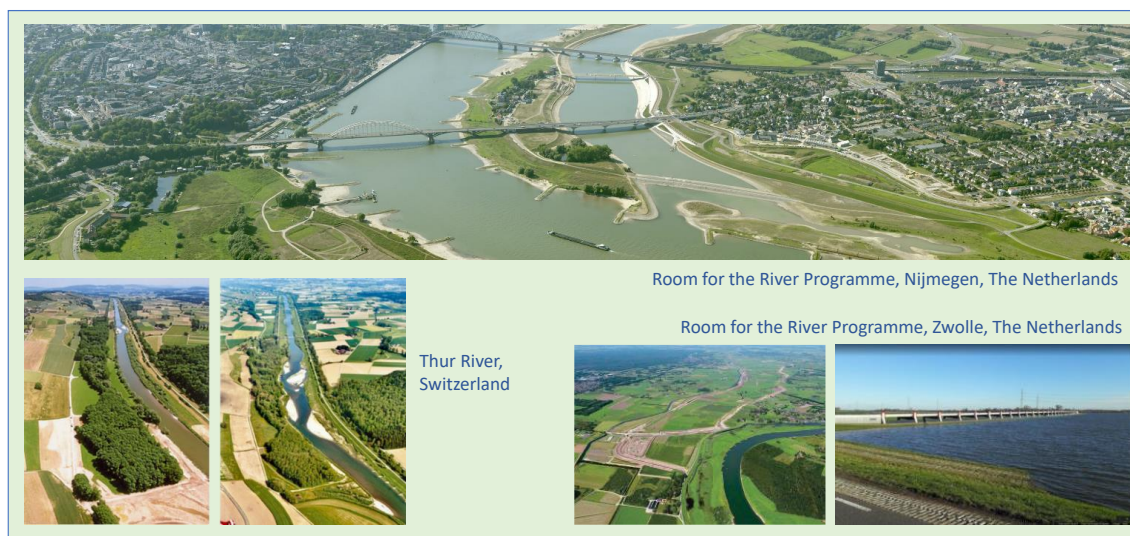 Room for the River Programme, Nijmegen, The Netherlands
Room for the River Programme, Zwolle, The Netherlands
Thur River,
Switzerland